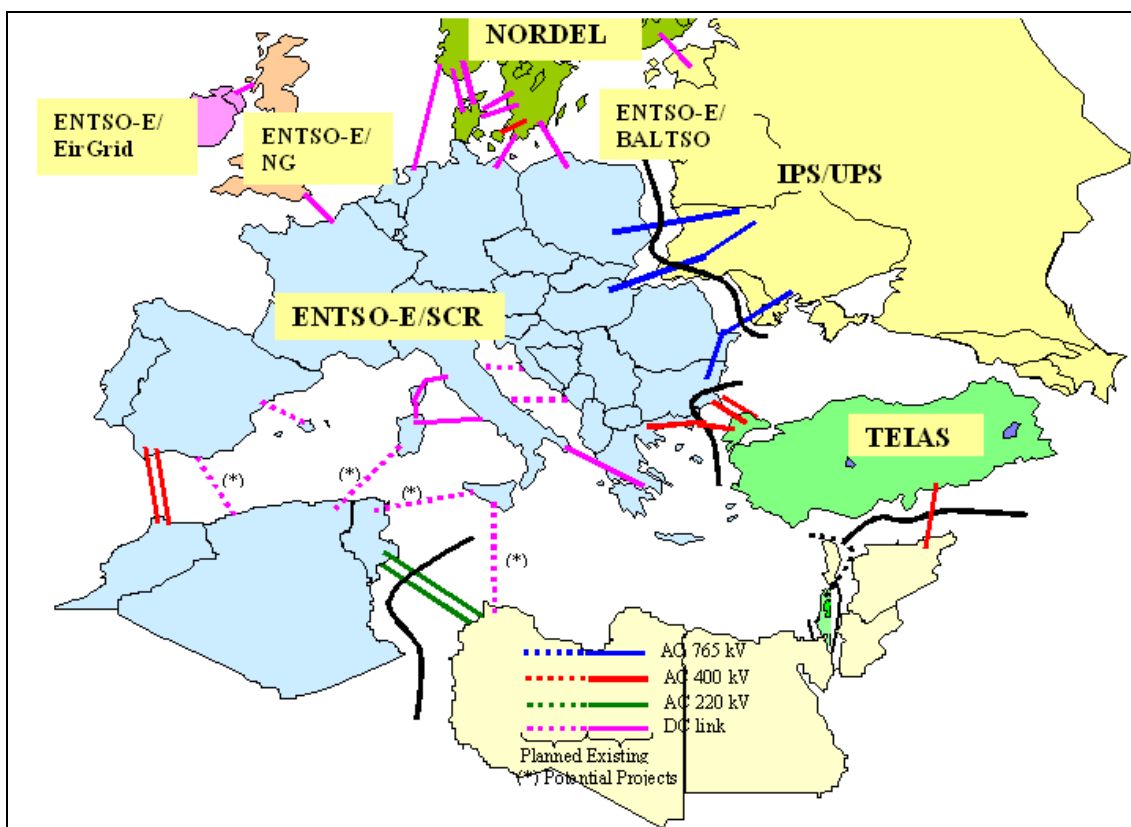 NORDEL
ENTSO-E/
EirGrid
ENTSO-E/
NG
ENTSO-E/
BALTSO
IPS/UPS
ENTSO-E/SCR
TEIAS
(*)
(*)
(*)
(*)
AC 765 kV
AC 400 kV
AC 220 kV
DC link
Planned Existing
(*) Potential Projects